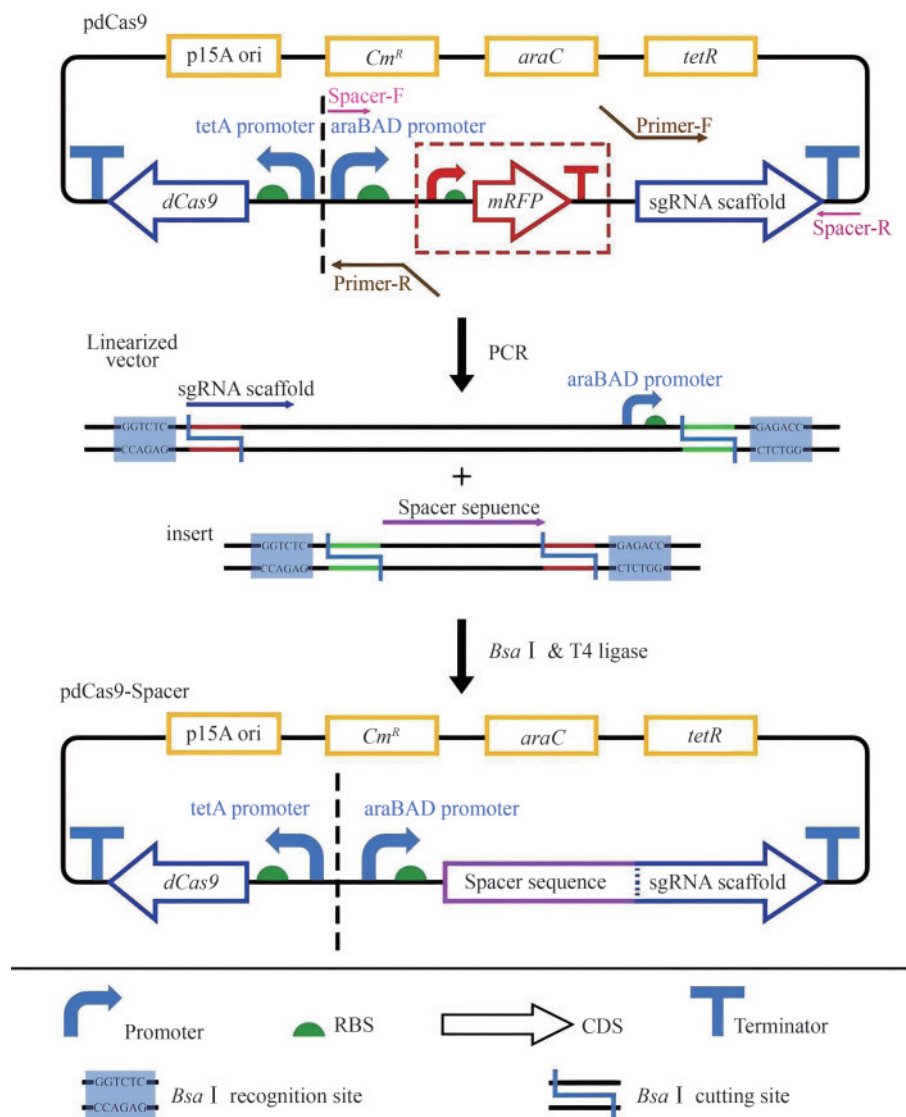 pdCas9
p15A ori
Cmᴿ
araC
tetR
Spacer-F
tetA promoter
araBAD promoter
Primer-F
dCas9
mRFP
sgRNA scaffold
Spacer-R
Primer-R
PCR
Linearized
vector
sgRNA scaffold
araBAD promoter
GGTCTC
GAGACC
CCAGAG
CTCTGG
+
Spacer sepuence
insert
GGTCTC
GAGACC
CCAGAG
CTCTGG
Bsa Ⅰ & T4 ligase
pdCas9-Spacer
p15A ori
Cmᴿ
araC
tetR
tetA promoter
araBAD promoter
dCas9
Spacer sequence
sgRNA scaffold
Promoter
RBS
CDS
Terminator
GGTCTC
CCAGAG
Bsa Ⅰ recognition site
Bsa Ⅰ cutting site